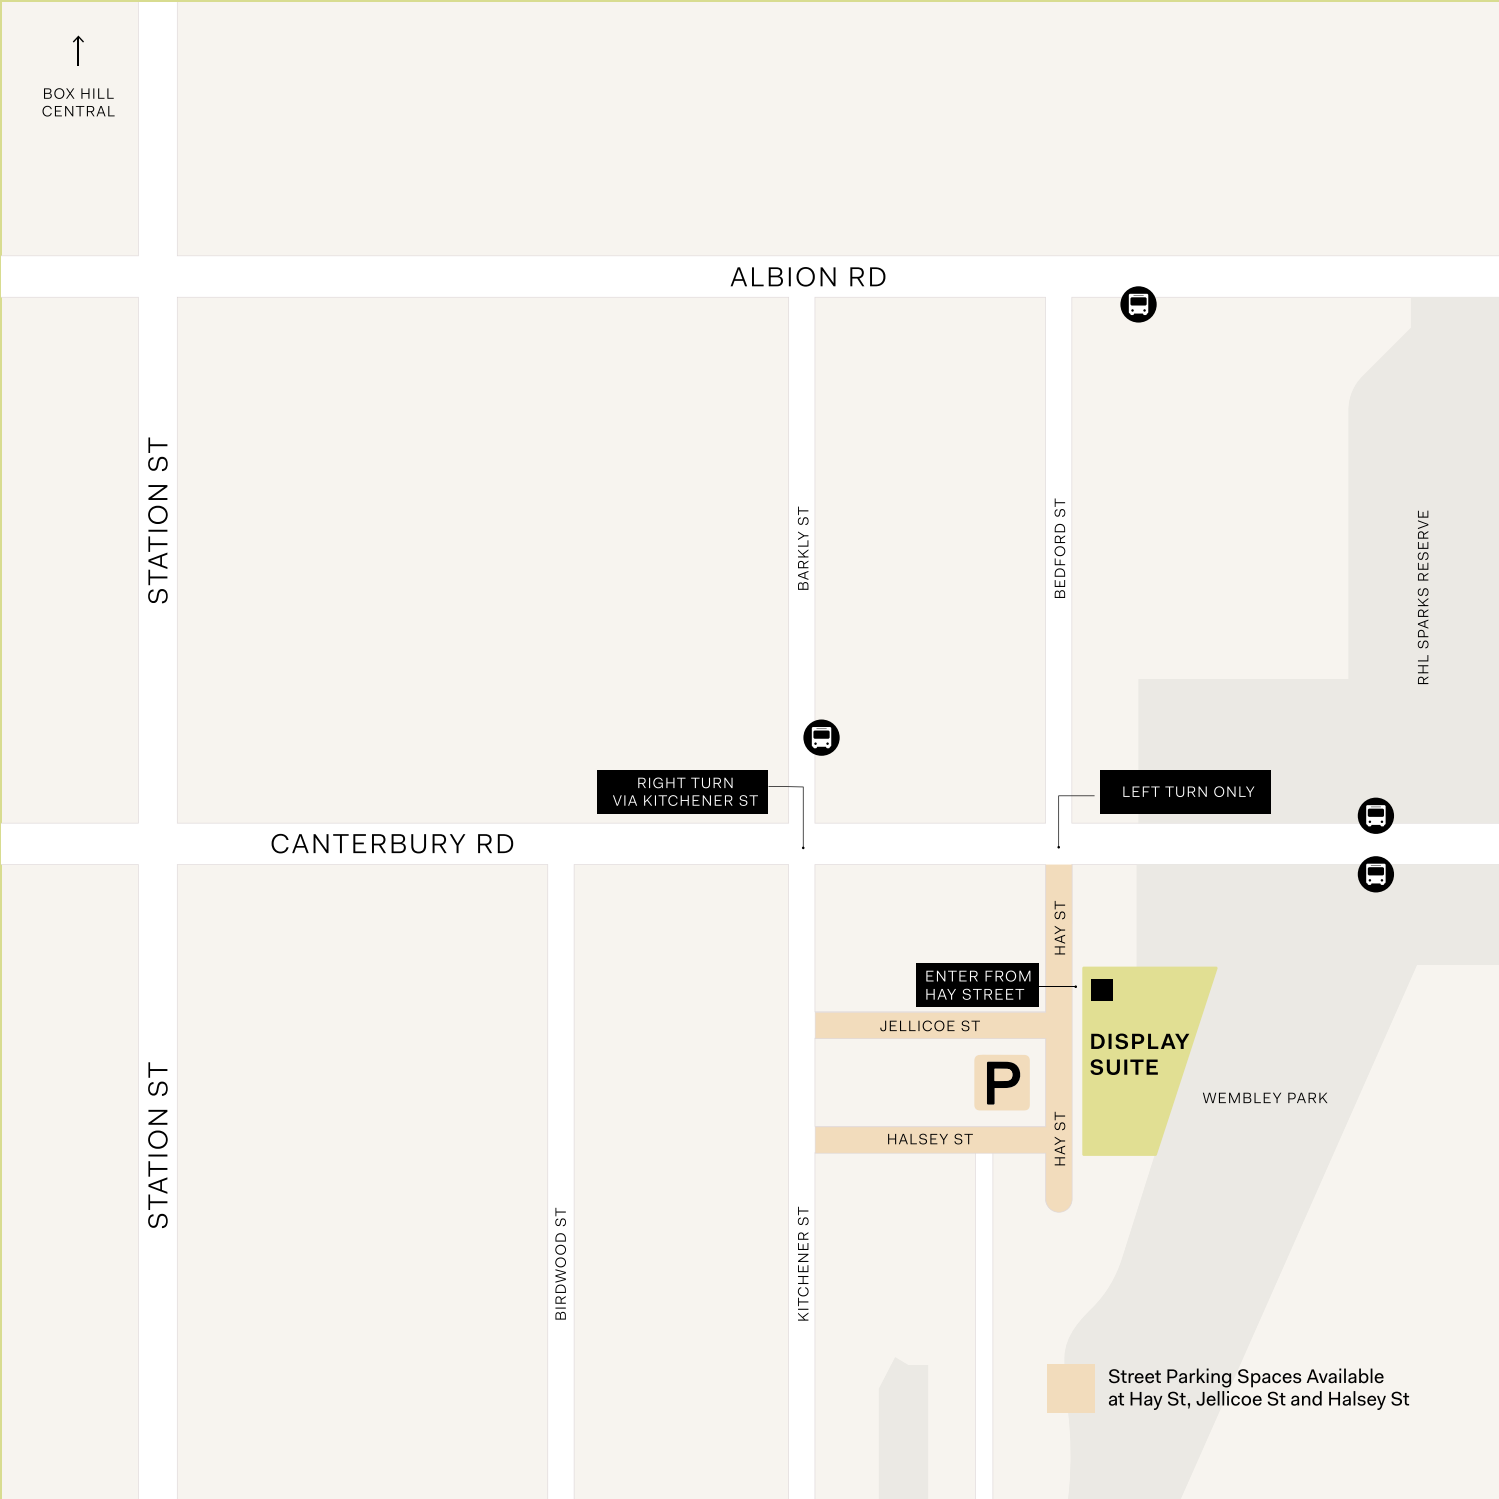 BOX HILL
CENTRAL
ALBION RD
STATION ST
BARKLY ST
BEDFORD ST
RHL SPARKS RESERVE
RIGHT TURN
VIA KITCHENER ST
LEFT TURN ONLY
CANTERBURY RD
HAY ST
ENTER FROM
HAY STREET
JELLICOE ST
DISPLAY
SUITE
P
WEMBLEY PARK
HALSEY ST
HAY ST
STATION ST
BIRDWOOD ST
KITCHENER ST
Street Parking Spaces Available
at Hay St, Jellicoe St and Halsey St